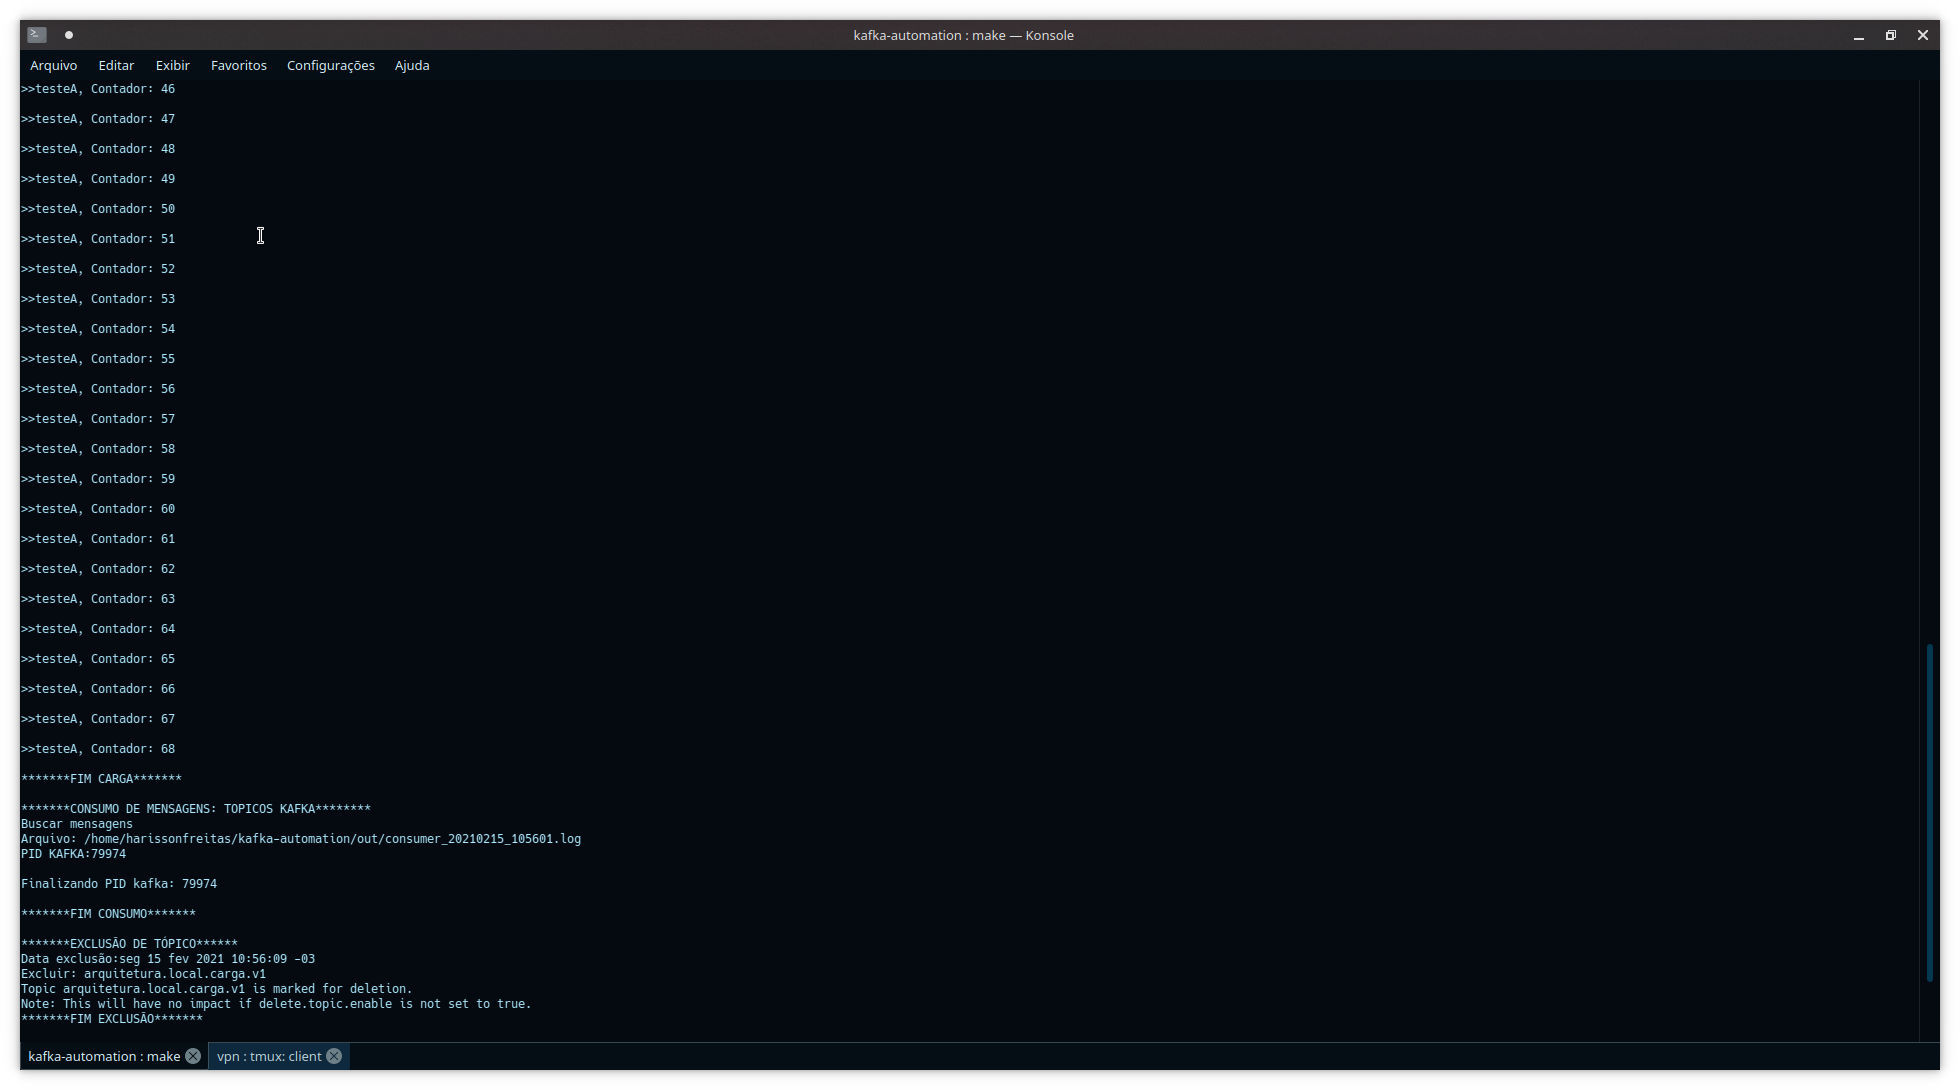 kafka-automation : make — Konsole
Arquivo Editar Exibir Favoritos Configurações Ajuda
>>testeA, Contador: 46
>>testeA, Contador: 47
>>testeA, Contador: 48
>>testeA, Contador: 49
>>testeA, Contador: 50
>>testeA, Contador: 51
>>testeA, Contador: 52
>>testeA, Contador: 53
>>testeA, Contador: 54
>>testeA, Contador: 55
>>testeA, Contador: 56
>>testeA, Contador: 57
>>testeA, Contador: 58
>>testeA, Contador: 59
>>testeA, Contador: 60
>>testeA, Contador: 61
>>testeA, Contador: 62
>>testeA, Contador: 63
>>testeA, Contador: 64
>>testeA, Contador: 65
>>testeA, Contador: 66
>>testeA, Contador: 67
>>testeA, Contador: 68
*******FIM CARGA*******
*******CONSUMO DE MENSAGENS: TOPICOS KAFKA********
Buscar mensagens
Arquivo: /home/harissonfreitas/kafka-automation/out/consumer_20210215_105601.log
PID KAFKA:79974
Finalizando PID kafka: 79974
*******FIM CONSUMO*******
*******EXCLUSÃO DE TÓPICO******
Data exclusão:seg 15 fev 2021 10:56:09 -03
Excluir: arquitetura.local.carga.v1
Topic arquitetura.local.carga.v1 is marked for deletion.
Note: This will have no impact if delete.topic.enable is not set to true.
*******FIM EXCLUSÃO*******
kafka-automation : make vpn : tmux: client